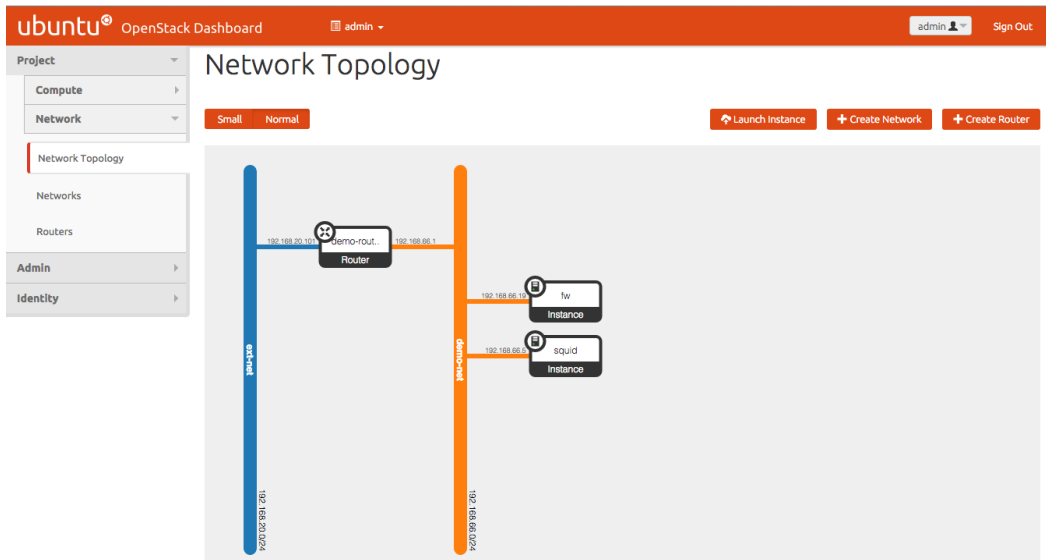 ubuntu OpenStack Dashboard admin admin Sign Out
Project
Compute
Network
Network Topology
Networks
Routers
Admin
Identity
Network Topology
Small Normal Launch Instance + Create Network + Create Router
192.168.20.101 demo-rout.. 192.168.66.1
Router
192.168.66.19 fw
Instance
192.168.66.5 squid
Instance
ext-net
demo-net
192.168.20.0/24
192.168.66.0/24